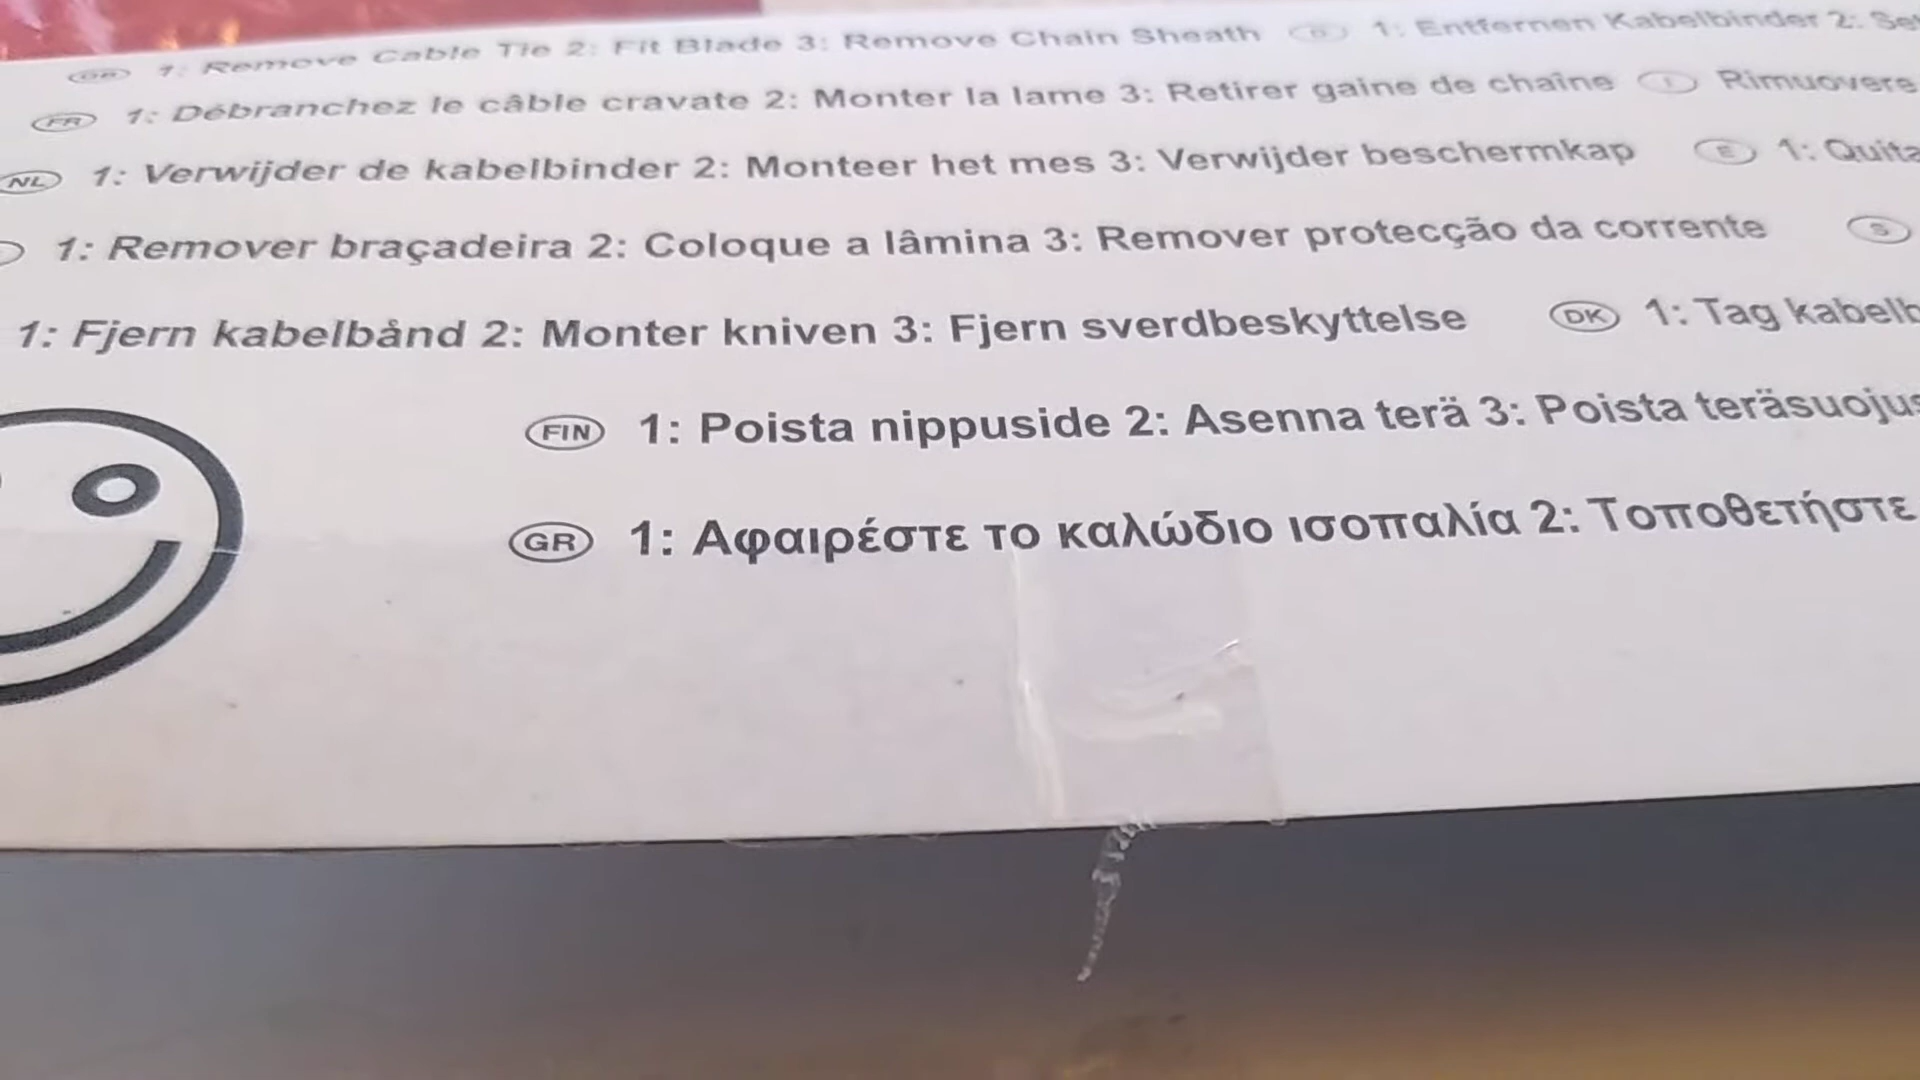 GB 1: Remove Cable Tie 2: Fit Blade 3: Remove Chain Sheath D 1: Entfernen Kabelbinder 2:
FR 1: Débranchez le câble cravate 2: Monter la lame 3: Retirer gaine de chaîne I Rimuovere
NL 1: Verwijder de kabelbinder 2: Monteer het mes 3: Verwijder beschermkap E 1: Quita
1: Remover braçadeira 2: Coloque a lâmina 3: Remover protecção da corrente S
1: Fjern kabelbånd 2: Monter kniven 3: Fjern sverdbeskyttelse DK 1: Tag kabelb
FIN 1: Poista nippuside 2: Asenna terä 3: Poista teräsuojus
GR 1: Αφαιρέστε το καλώδιο ισοπαλία 2: Τοποθετήστε